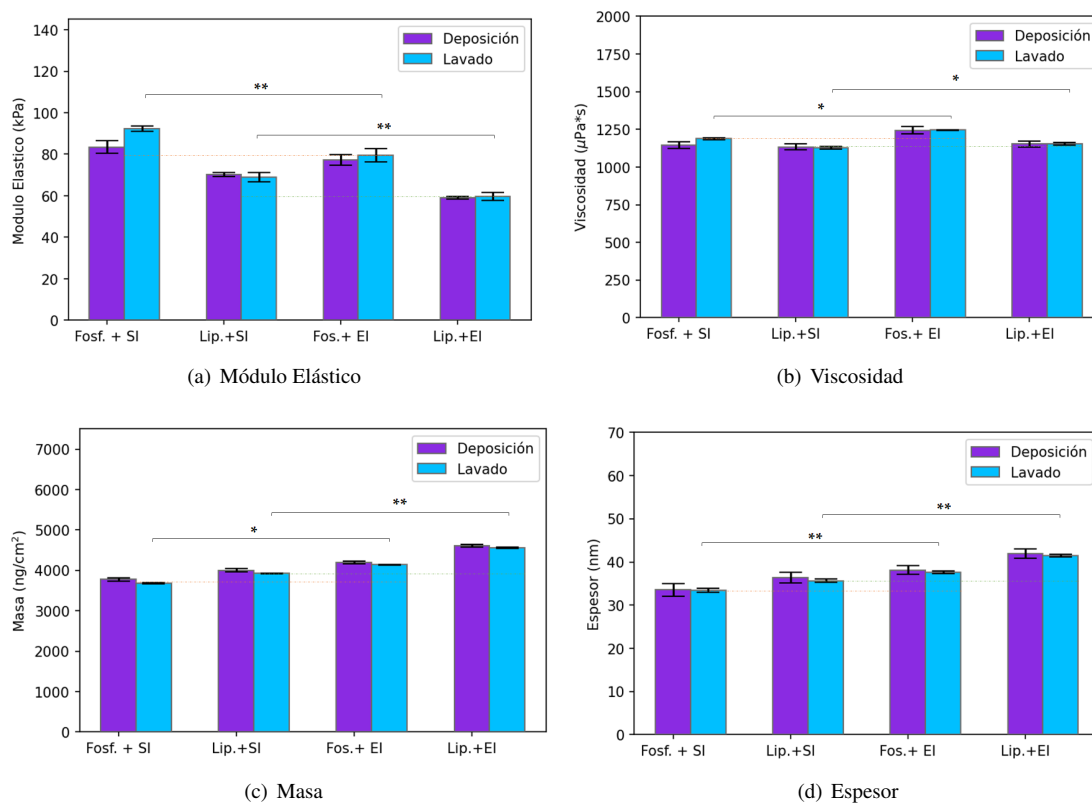 140
120
100
80
60
40
20
0
Modulo Elastico (kPa)
Deposición
Lavado
**
**
Fosf. + SI
Lip.+SI
Fos.+ EI
Lip.+EI
(a) Módulo Elástico
2000
1750
1500
1250
1000
750
500
250
0
Viscosidad (μPa*s)
Deposición
Lavado
*
*
Fosf. + SI
Lip.+SI
Fos.+ EI
Lip.+EI
(b) Viscosidad
7000
6000
5000
4000
3000
2000
1000
0
Masa (ng/cm²)
Deposición
Lavado
**
*
Fosf. + SI
Lip.+SI
Fos.+ EI
Lip.+EI
(c) Masa
70
60
50
40
30
20
10
0
Espesor (nm)
Deposición
Lavado
**
**
Fosf. + SI
Lip.+SI
Fos.+ EI
Lip.+EI
(d) Espesor